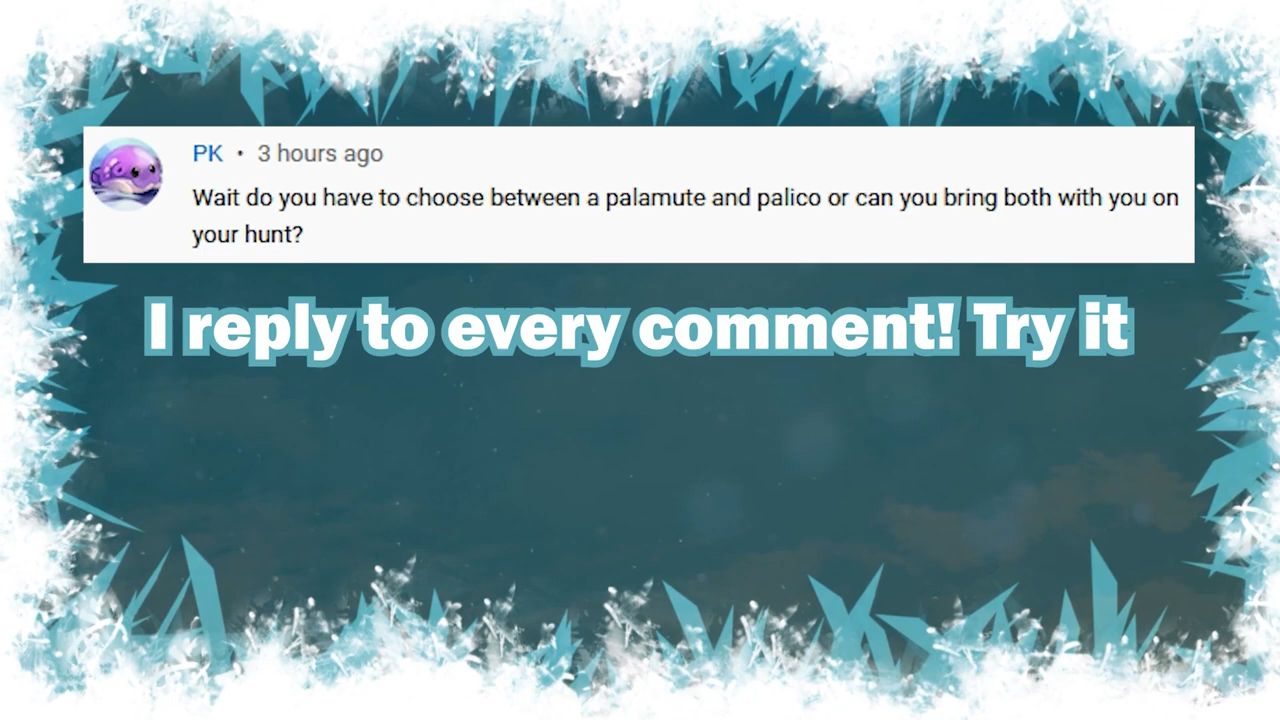 PK • 3 hours ago
Wait do you have to choose between a palamute and palico or can you bring both with you on
your hunt?
I reply to every comment! Try it